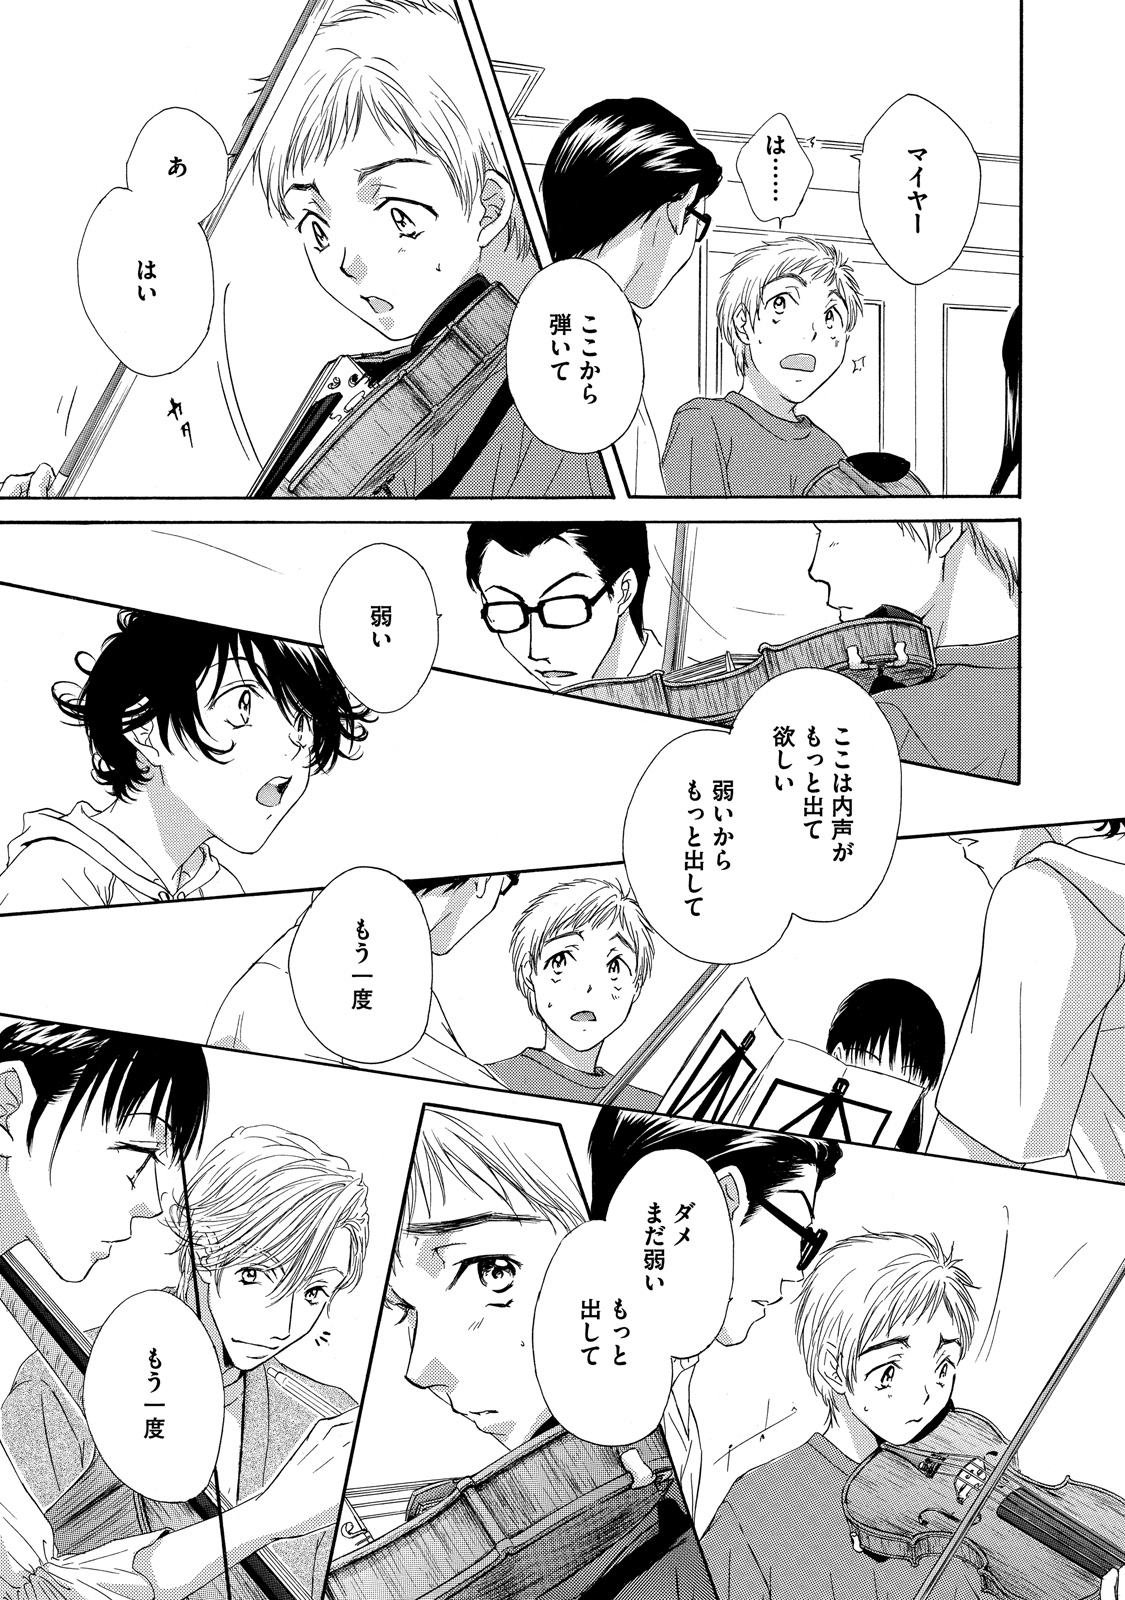 マイヤー
は……
ここから
弾いて
あ
はい
カタ
弱い
ここは内声が
もっと出て
欲しい
弱いから
もっと出して
もう一度
ダメ
まだ弱い
もっと
出して
もう一度